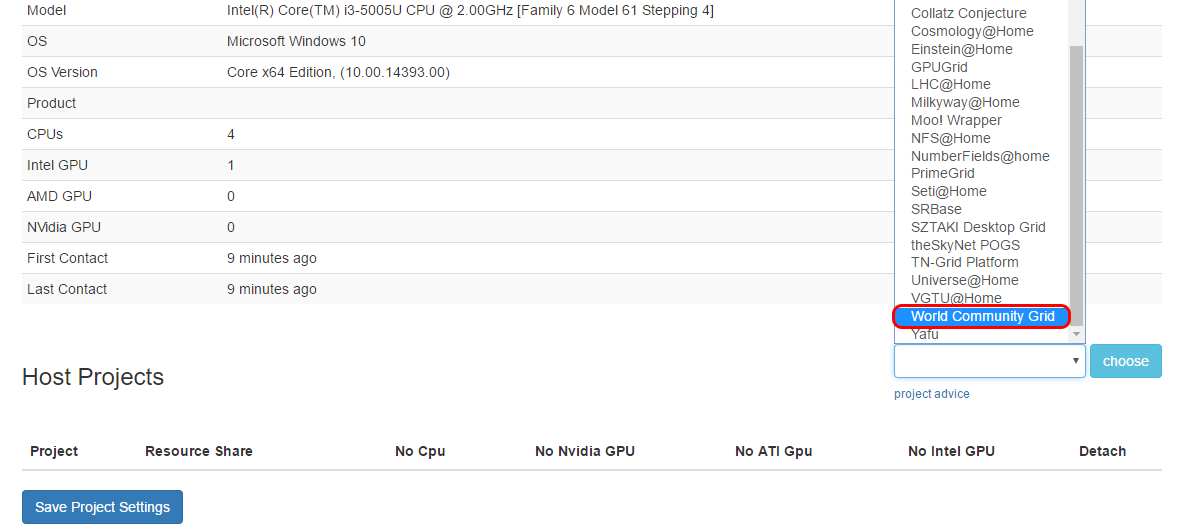 Model Intel(R) Core(TM) i3-5005U CPU @ 2.00GHz [Family 6 Model 61 Stepping 4]
OS Microsoft Windows 10
OS Version Core x64 Edition, (10.00.14393.00)
Product
CPUs 4
Intel GPU 1
AMD GPU 0
NVidia GPU 0
First Contact 9 minutes ago
Last Contact 9 minutes ago
Collatz Conjecture
Cosmology@Home
Einstein@Home
GPUGrid
LHC@Home
Milkyway@Home
Moo! Wrapper
NFS@Home
NumberFields@home
PrimeGrid
Seti@Home
SRBase
SZTAKI Desktop Grid
theSkyNet POGS
TN-Grid Platform
Universe@Home
VGTU@Home
World Community Grid
Yafu
choose
project advice
Host Projects
Project Resource Share No Cpu No Nvidia GPU No ATI Gpu No Intel GPU Detach
Save Project Settings